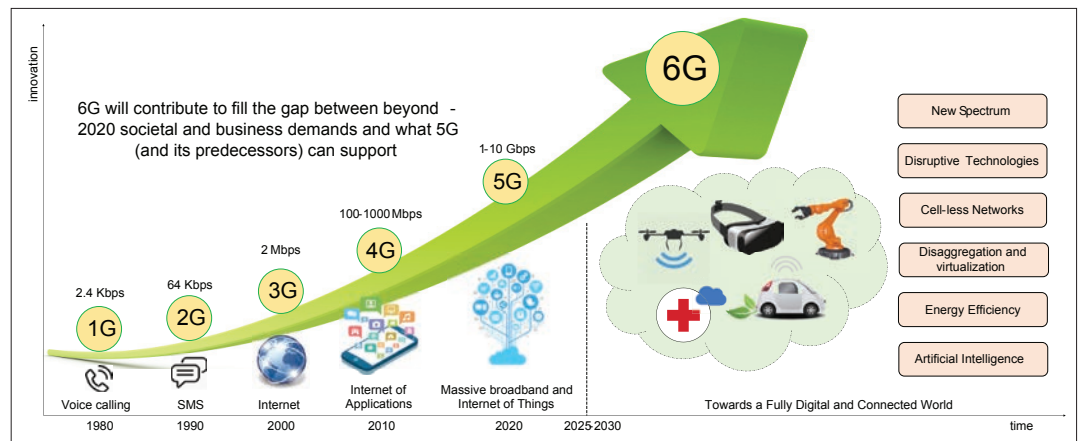 innovation
6G will contribute to fill the gap between beyond -
2020 societal and business demands and what 5G
(and its predecessors) can support
6G
1-10 Gbps
5G
100-1000 Mbps
4G
2 Mbps
3G
64 Kbps
2G
2.4 Kbps
1G
New Spectrum
Disruptive Technologies
Cell-less Networks
Disaggregation and
virtualization
Energy Efficiency
Artificial Intelligence
Voice calling
SMS
Internet
Internet of
Applications
Massive broadband and
Internet of Things
Towards a Fully Digital and Connected World
1980
1990
2000
2010
2020
2025-2030
time